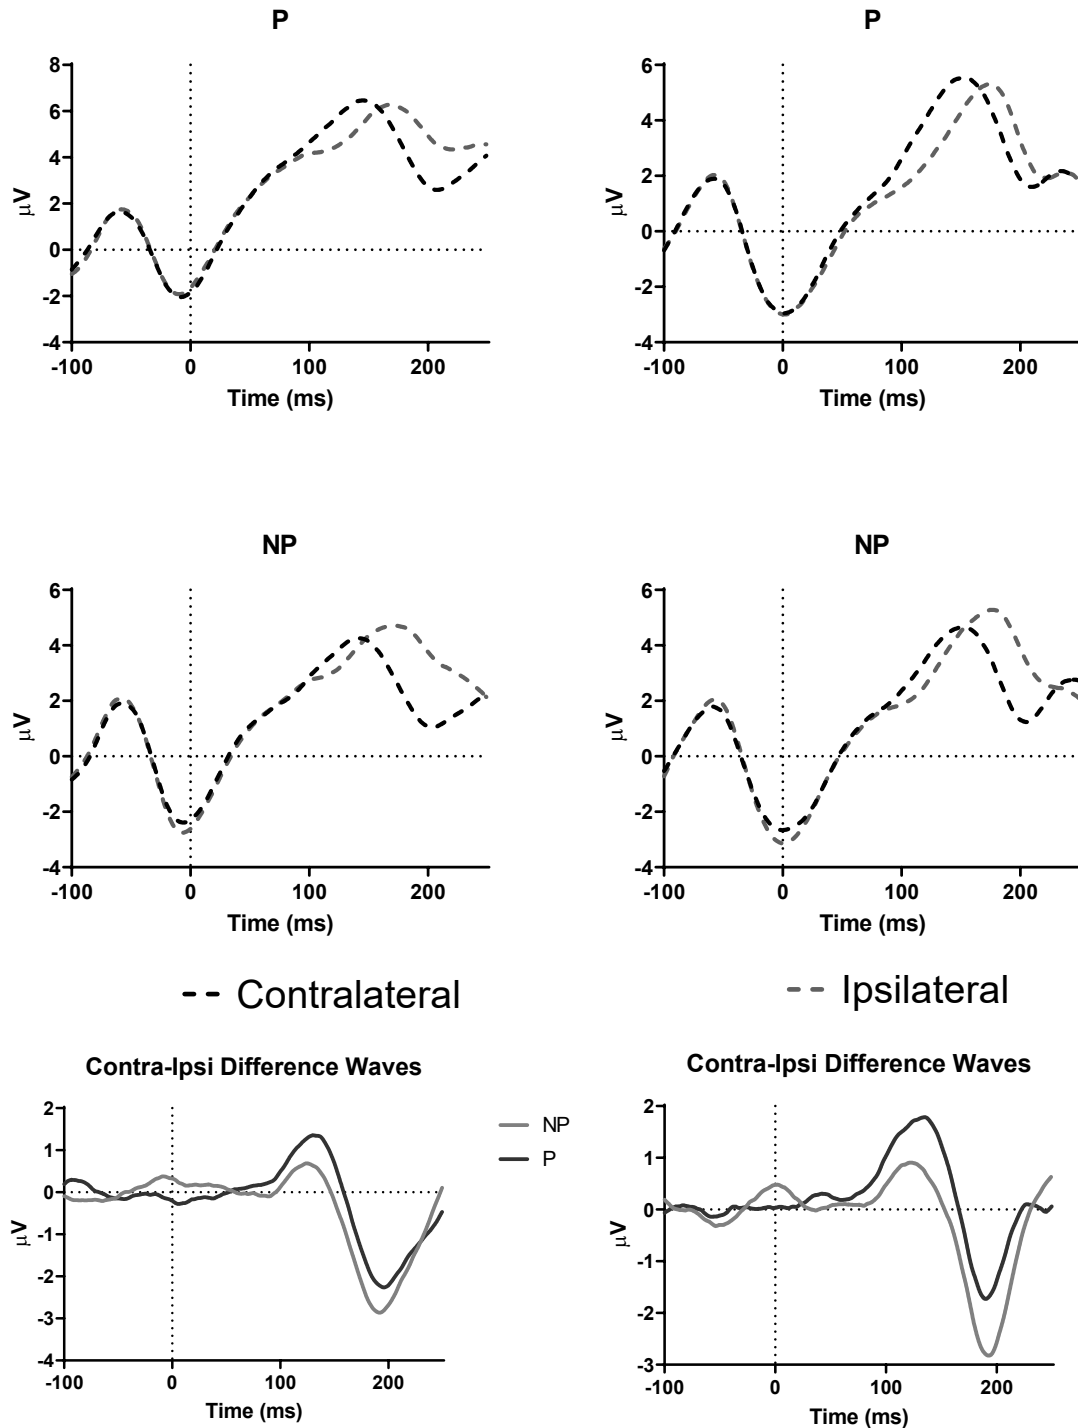 P
8
6
4
2
0
-2
-4
μV
-100 0 100 200
Time (ms)
P
6
4
2
0
-2
-4
μV
-100 0 100 200
Time (ms)
NP
6
4
2
0
-2
-4
μV
-100 0 100 200
Time (ms)
NP
6
4
2
0
-2
-4
μV
-100 0 100 200
Time (ms)
Contralateral
Ipsilateral
Contra-Ipsi Difference Waves
2
1
0
-1
-2
-3
-4
μV
-100 0 100 200
Time (ms)
NP
P
Contra-Ipsi Difference Waves
2
1
0
-1
-2
-3
μV
-100 0 100 200
Time (ms)